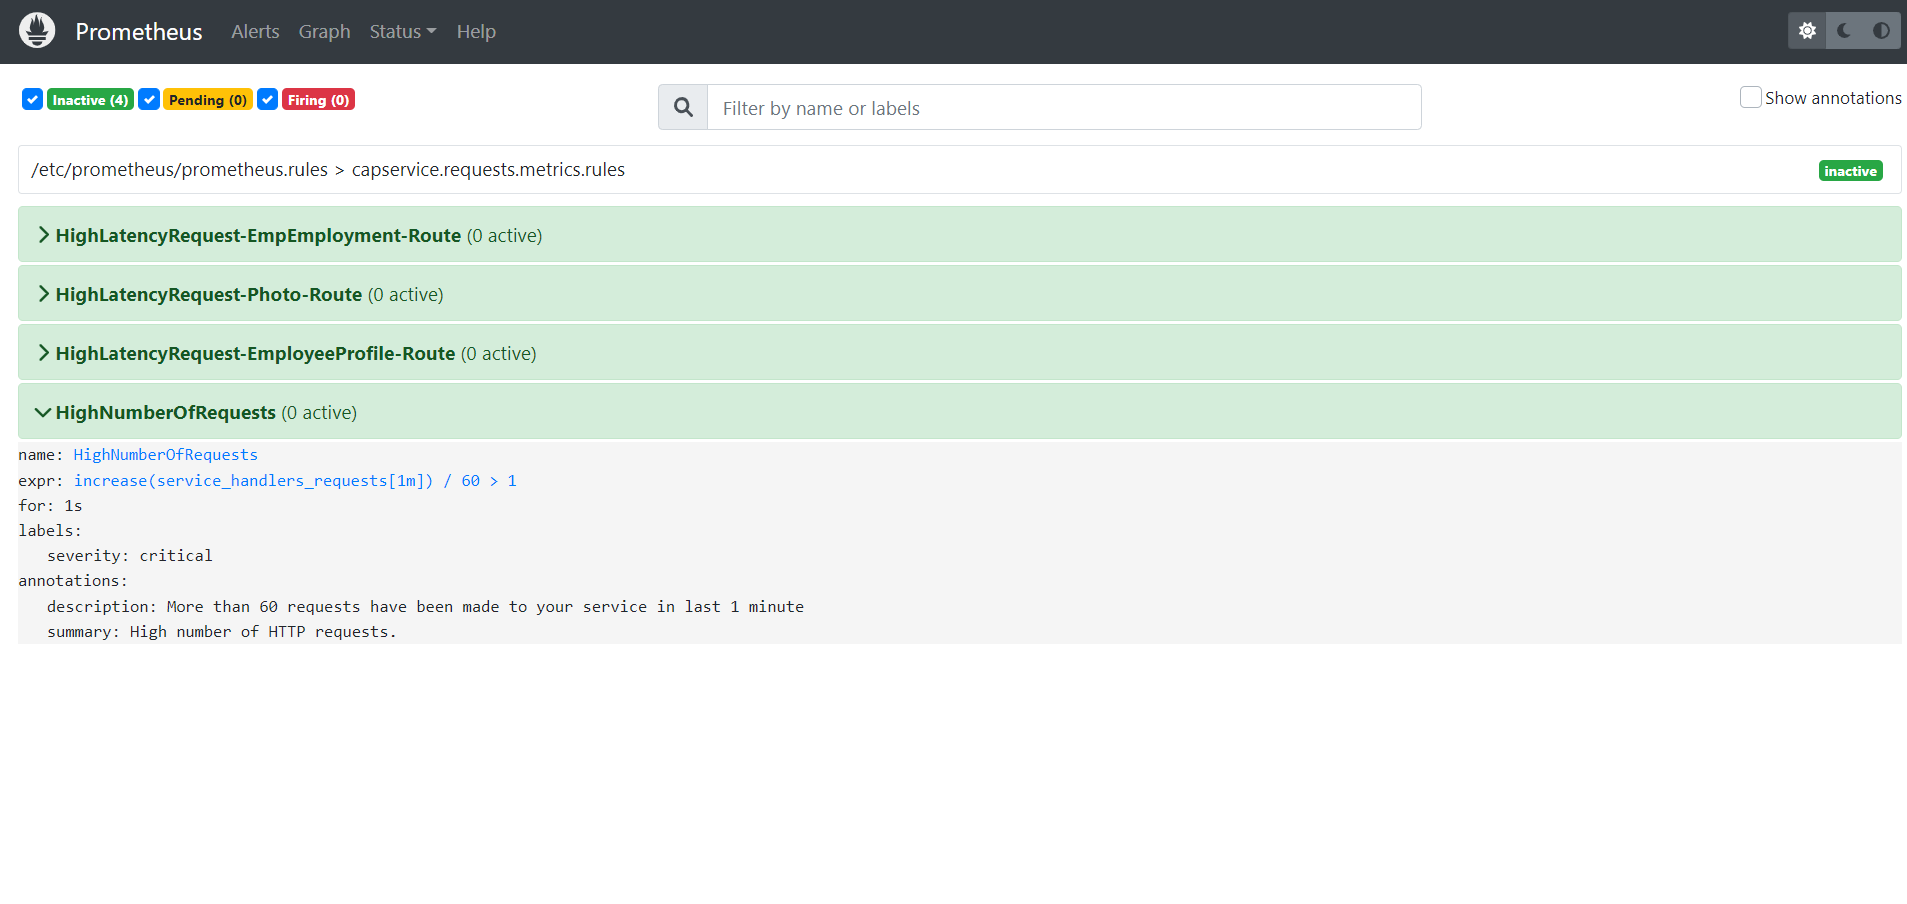 Prometheus Alerts Graph Status Help
Inactive (4) Pending (0) Firing (0) Filter by name or labels Show annotations
/etc/prometheus/prometheus.rules > capservice.requests.metrics.rules inactive
HighLatencyRequest-EmpEmployment-Route (0 active)
HighLatencyRequest-Photo-Route (0 active)
HighLatencyRequest-EmployeeProfile-Route (0 active)
HighNumberOfRequests (0 active)
name: HighNumberOfRequests
expr: increase(service_handlers_requests[1m]) / 60 > 1
for: 1s
labels:
severity: critical
annotations:
description: More than 60 requests have been made to your service in last 1 minute
summary: High number of HTTP requests.